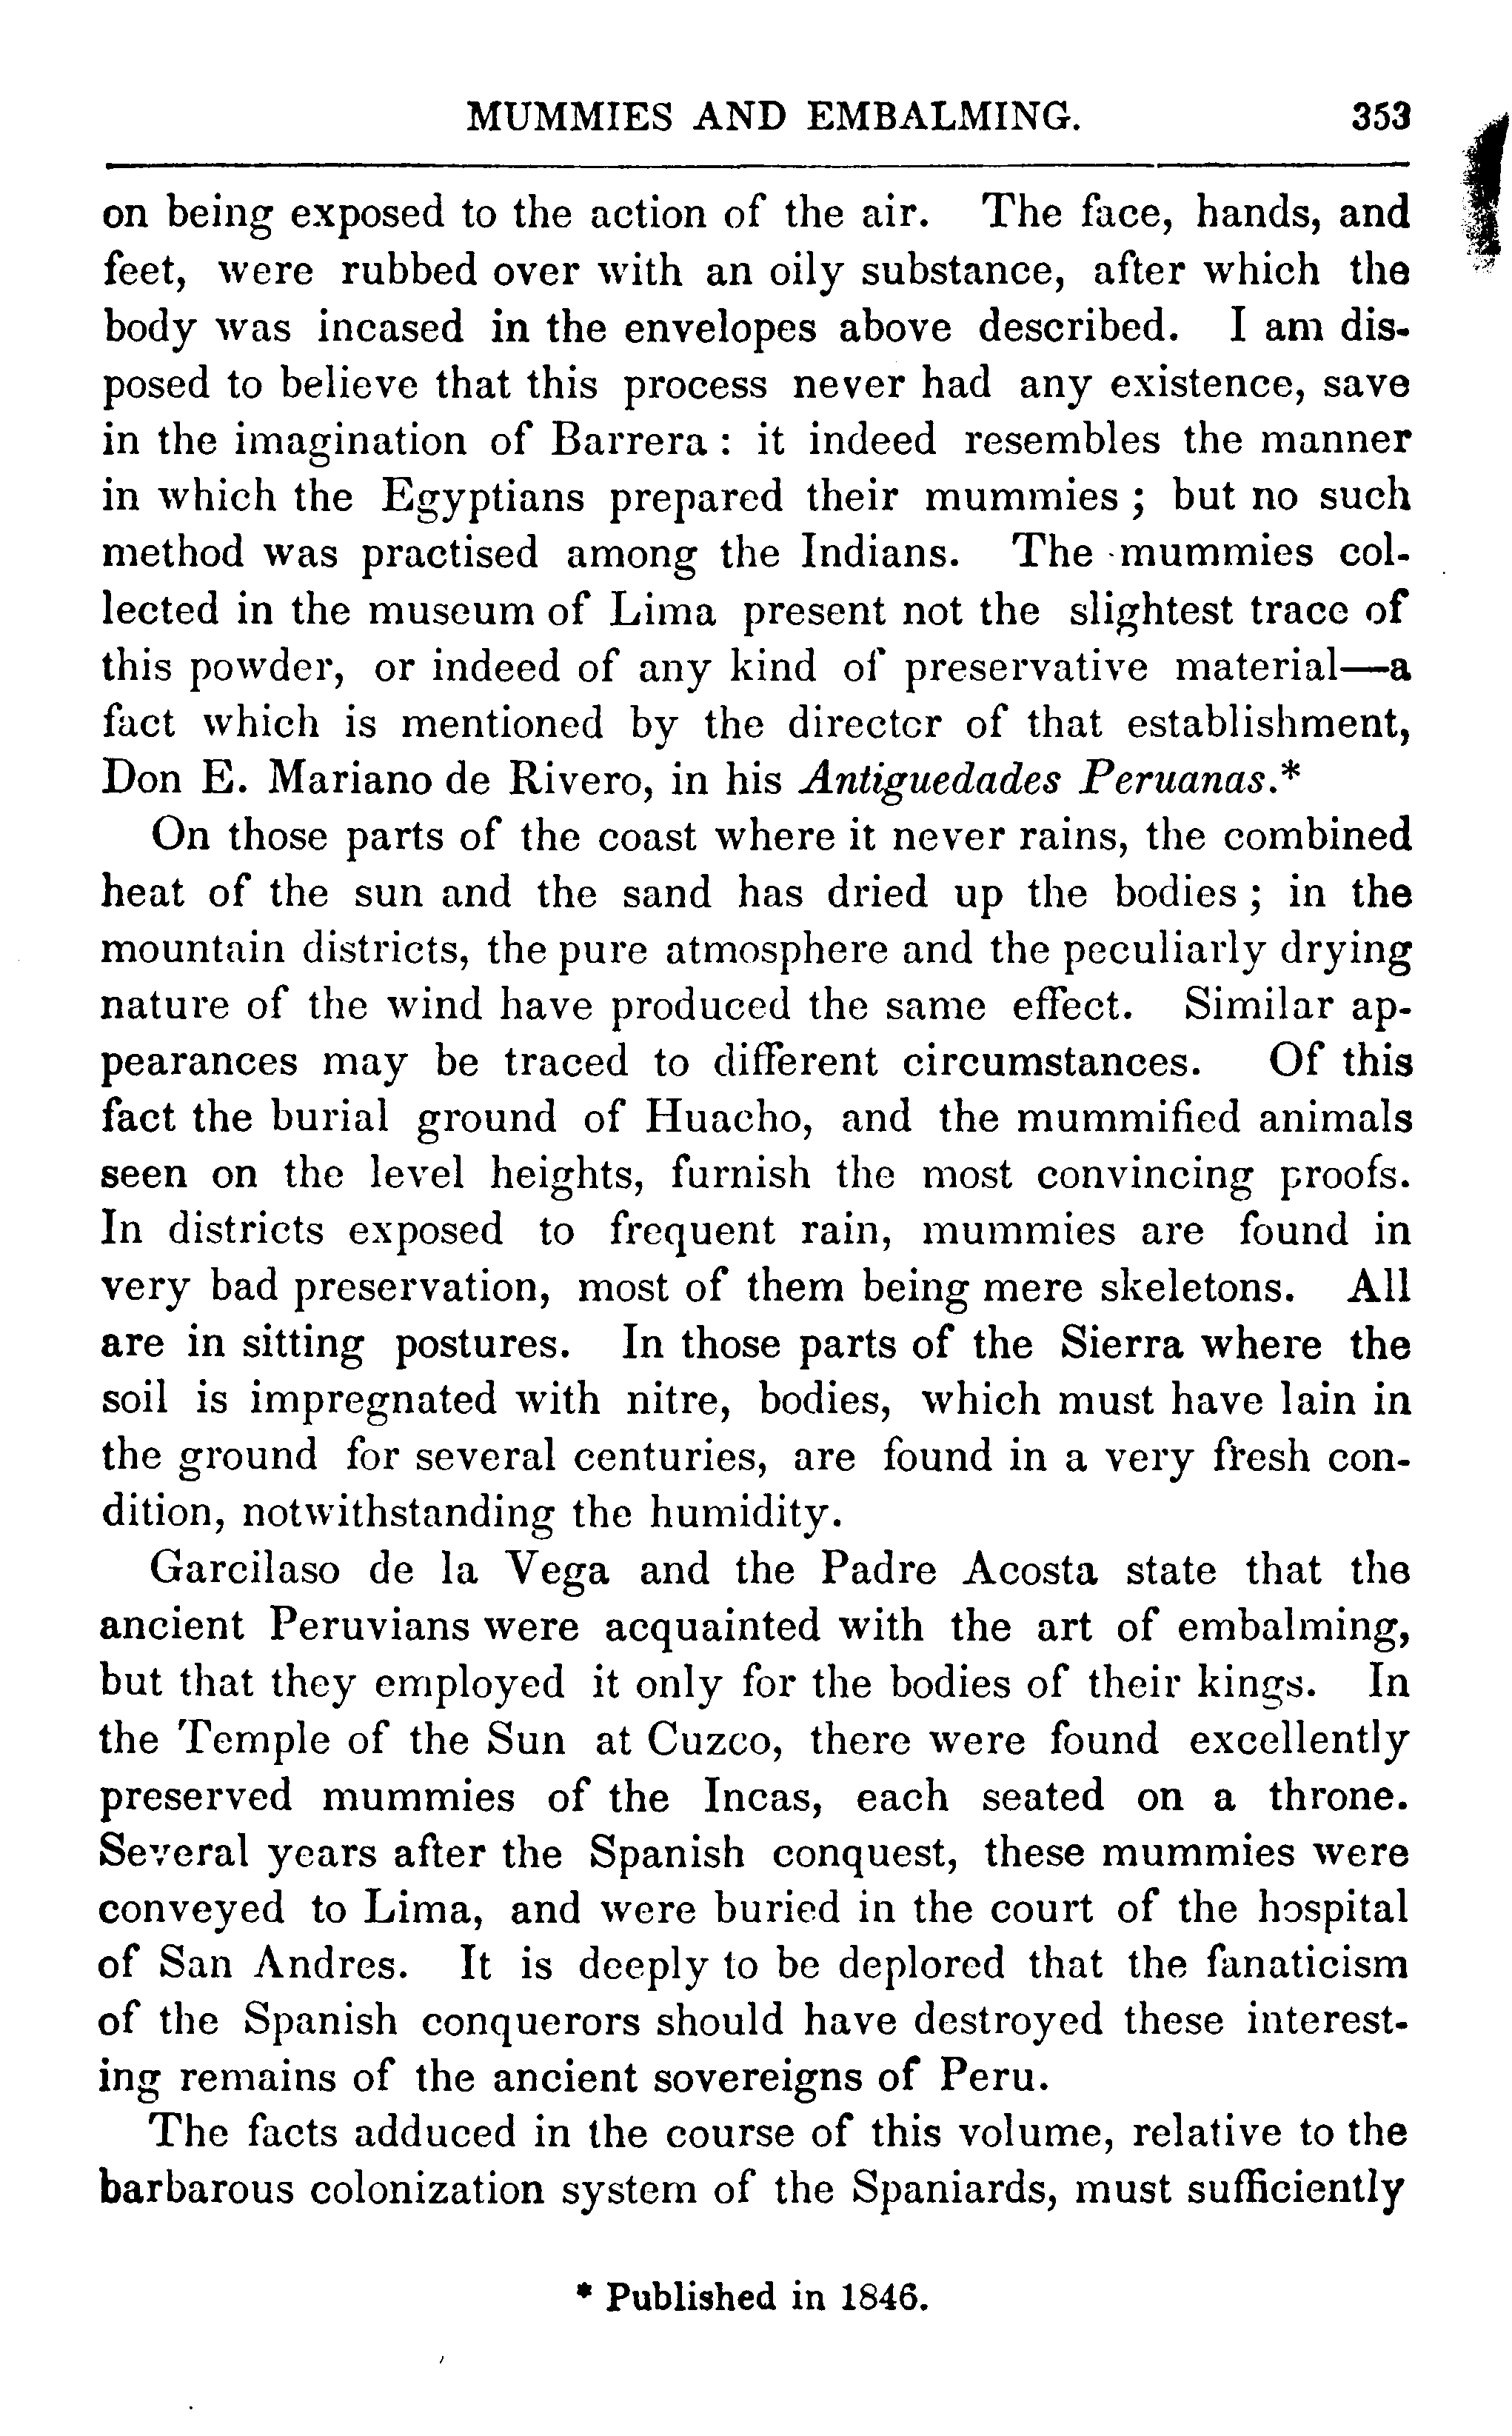 MUMMIES AND EMBALMING. 353
on being exposed to the action of the air. The face, hands, and
feet, were rubbed over with an oily substance, after which the
body was incased in the envelopes above described. I am dis-
posed to believe that this process never had any existence, save
in the imagination of Barrera : it indeed resembles the manner
in which the Egyptians prepared their mummies ; but no such
method was practised among the Indians. The mummies col-
lected in the museum of Lima present not the slightest trace of
this powder, or indeed of any kind of preservative material—a
fact which is mentioned by the director of that establishment,
Don E. Mariano de Rivero, in his Antiguedades Peruanas.*
On those parts of the coast where it never rains, the combined
heat of the sun and the sand has dried up the bodies ; in the
mountain districts, the pure atmosphere and the peculiarly drying
nature of the wind have produced the same effect. Similar ap-
pearances may be traced to different circumstances. Of this
fact the burial ground of Huacho, and the mummified animals
seen on the level heights, furnish the most convincing proofs.
In districts exposed to frequent rain, mummies are found in
very bad preservation, most of them being mere skeletons. All
are in sitting postures. In those parts of the Sierra where the
soil is impregnated with nitre, bodies, which must have lain in
the ground for several centuries, are found in a very fresh con-
dition, notwithstanding the humidity.
Garcilaso de la Vega and the Padre Acosta state that the
ancient Peruvians were acquainted with the art of embalming,
but that they employed it only for the bodies of their kings. In
the Temple of the Sun at Cuzco, there were found excellently
preserved mummies of the Incas, each seated on a throne.
Several years after the Spanish conquest, these mummies were
conveyed to Lima, and were buried in the court of the hospital
of San Andres. It is deeply to be deplored that the fanaticism
of the Spanish conquerors should have destroyed these interest-
ing remains of the ancient sovereigns of Peru.
The facts adduced in the course of this volume, relative to the
barbarous colonization system of the Spaniards, must sufficiently
* Published in 1846.